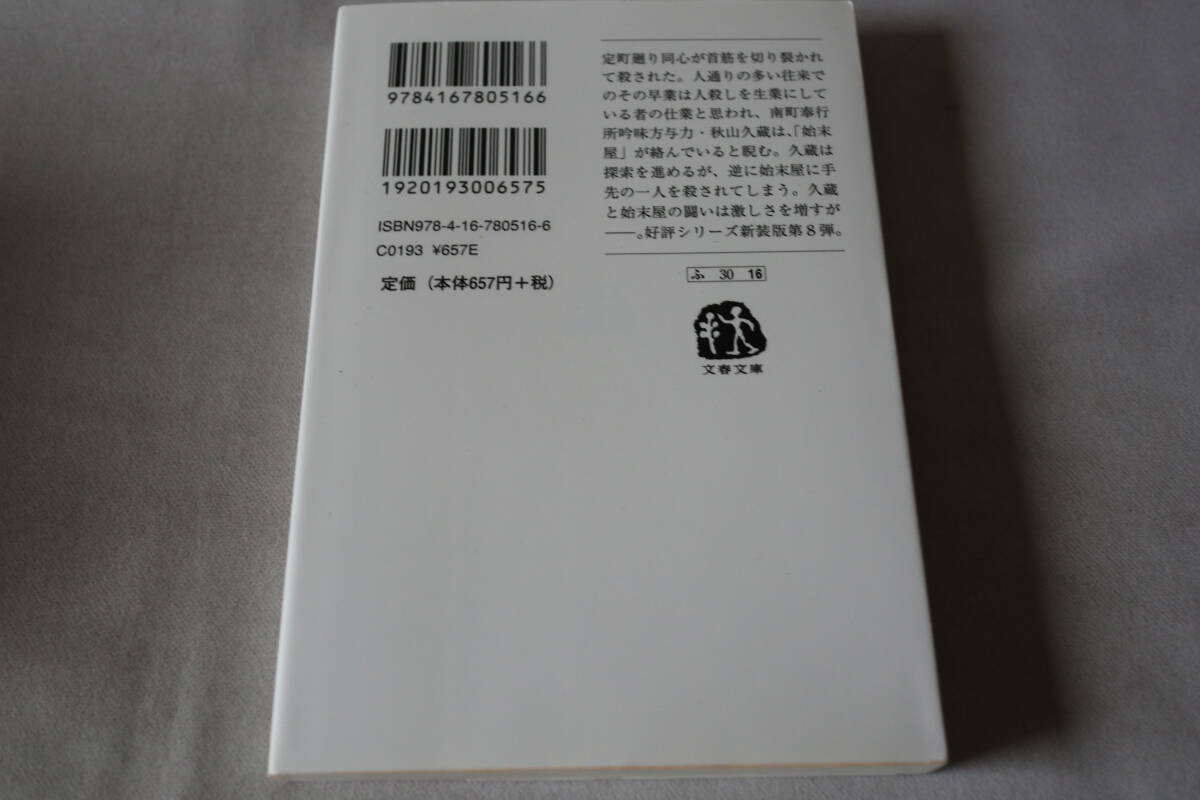 9784167805166
1920193006575
ISBN978-4-16-780516-6
C0193 ¥657E
定価（本体657円＋税）
定町廻り同心が首筋を切り裂かれ
て殺された。人通りの多い往来で
のその早業は人殺しを生業にして
いる者の仕業と思われ、南町奉行
所吟味方与力・秋山久蔵は、「始末
屋」が絡んでいると睨む。久蔵は
探索を進めるが、逆に始末屋に手
先の一人を殺されてしまう。久蔵
と始末屋の闘いは激しさを増すが
――。好評シリーズ新装版第８弾。
ふ 30 16
文春文庫